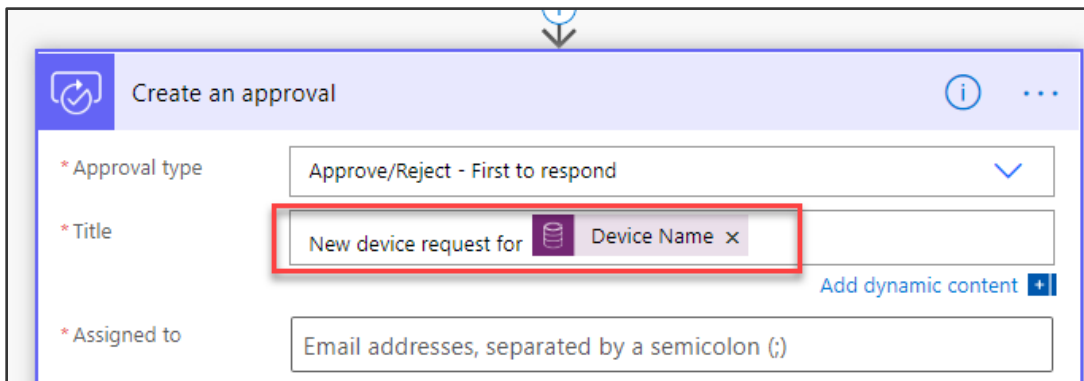 Create an approval
* Approval type
Approve/Reject - First to respond
* Title
New device request for Device Name ×
Add dynamic content +
* Assigned to
Email addresses, separated by a semicolon (;)